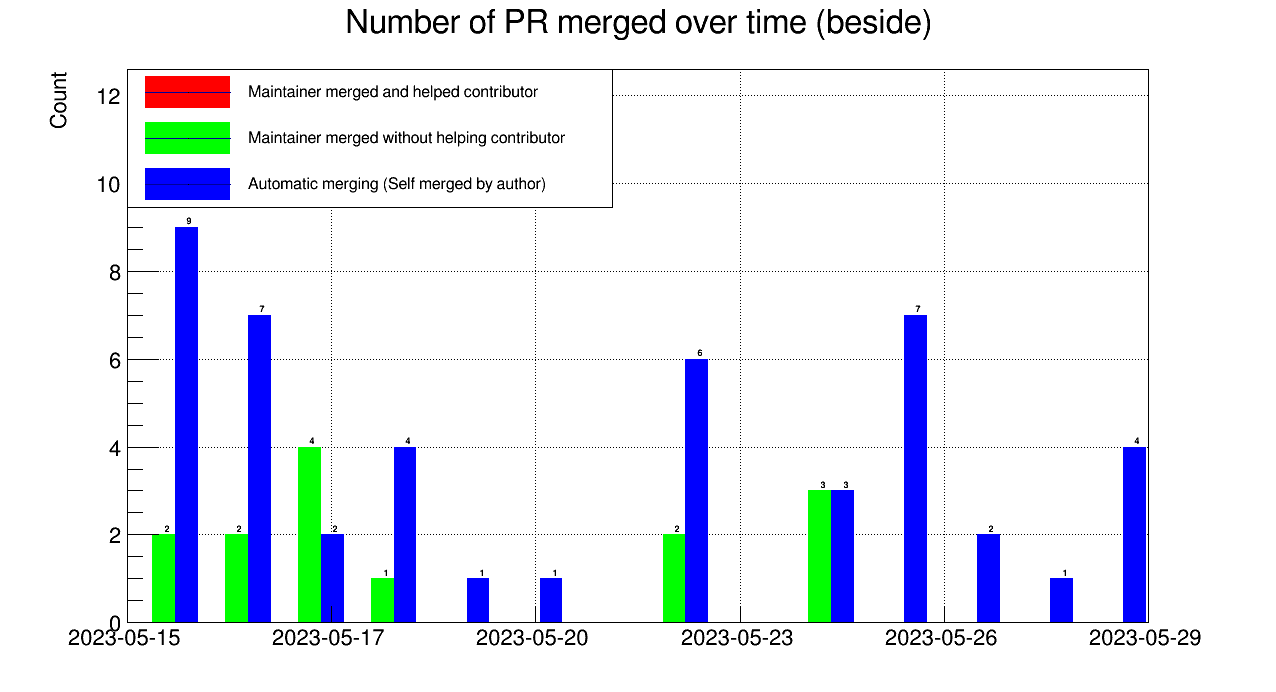 Number of PR merged over time (beside)
Count
Maintainer merged and helped contributor
Maintainer merged without helping contributor
Automatic merging (Self merged by author)
12
10
8
6
4
2
0
2 9 2 7 4 2 1 4 1 1 2 6 3 3 7 2 1 4
2023-05-15 2023-05-17 2023-05-20 2023-05-23 2023-05-26 2023-05-29